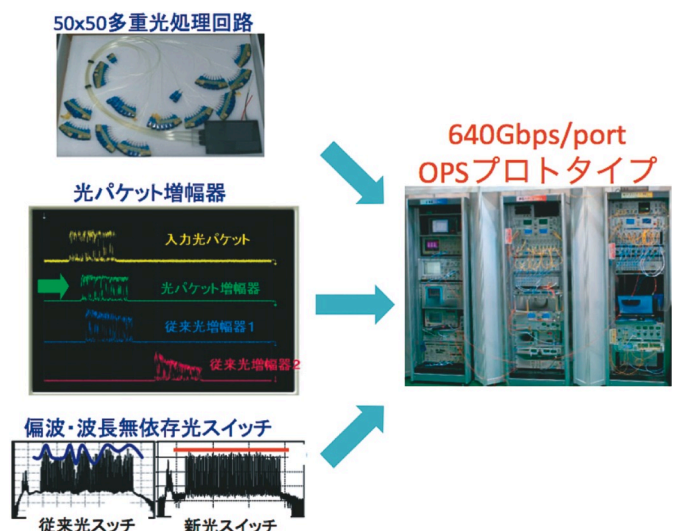 50x50多重光処理回路
光パケット増幅器
入力光パケット
光パケット増幅器
従来光増幅器1
従来光増幅器2
偏波・波長無依存光スイッチ
従来光スッチ
新光スイッチ
640Gbps/port
OPSプロトタイプ